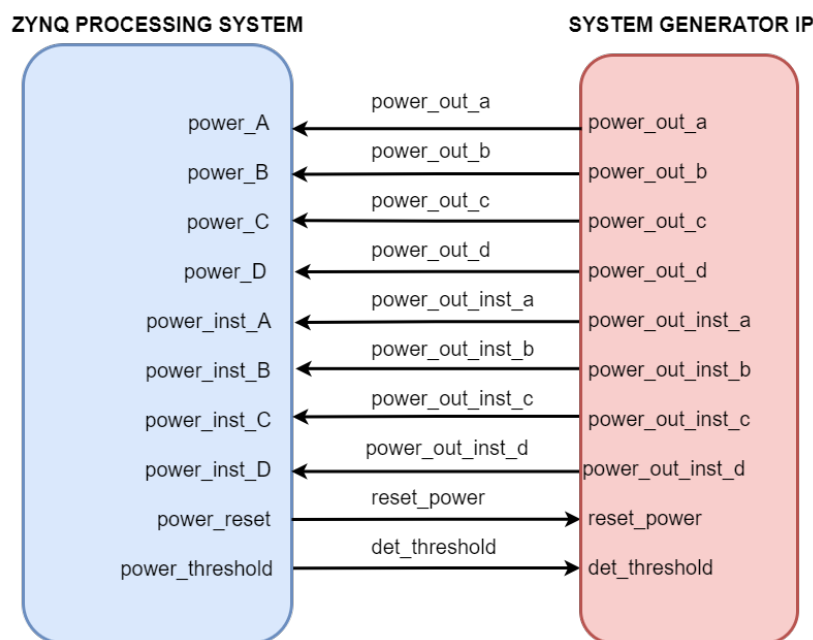 ZYNQ PROCESSING SYSTEM
SYSTEM GENERATOR IP
power_A
power_out_a
power_out_a
power_B
power_out_b
power_out_b
power_C
power_out_c
power_out_c
power_D
power_out_d
power_out_d
power_inst_A
power_out_inst_a
power_out_inst_a
power_inst_B
power_out_inst_b
power_out_inst_b
power_inst_C
power_out_inst_c
power_out_inst_c
power_inst_D
power_out_inst_d
power_out_inst_d
power_reset
reset_power
reset_power
power_threshold
det_threshold
det_threshold